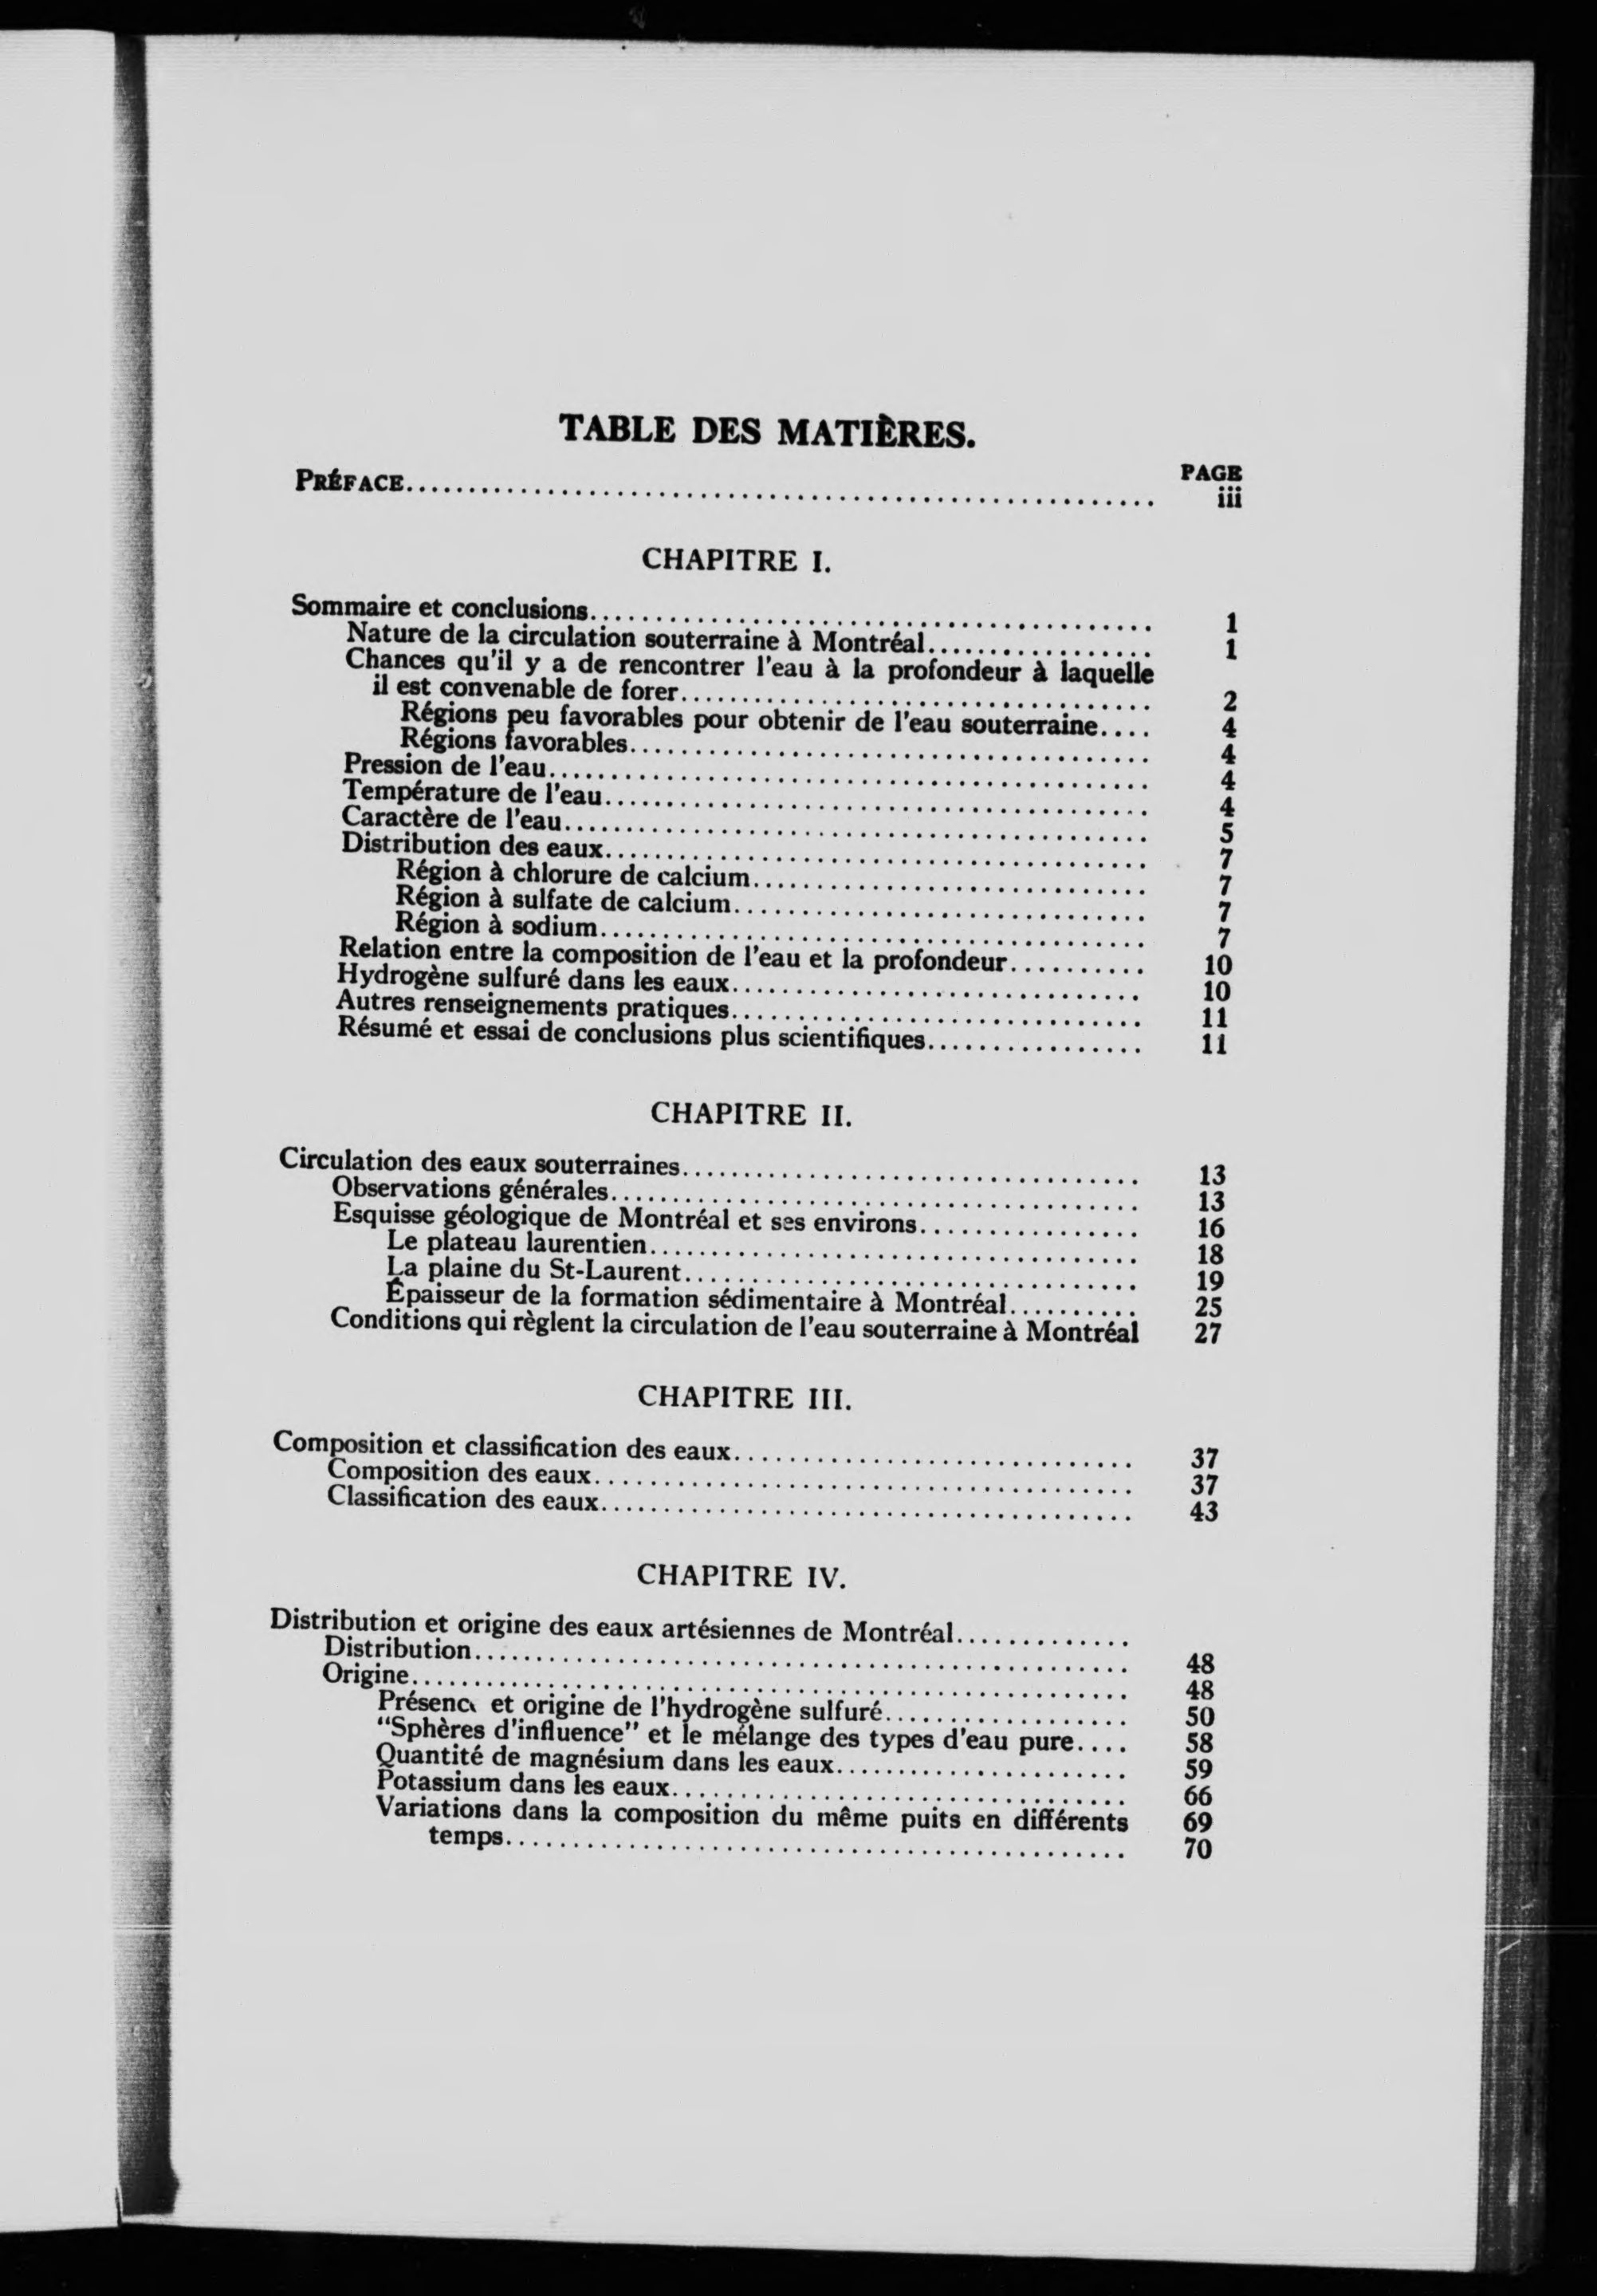 TABLE DES MATIÈRES.
PAGE
PRÉFACE........................................................ iii
CHAPITRE I.
Sommaire et conclusions............................................ 1
Nature de la circulation souterraine à Montréal.................. 1
Chances qu'il y a de rencontrer l'eau à la profondeur à laquelle
il est convenable de forer.................................... 2
Régions peu favorables pour obtenir de l'eau souterraine.... 4
Régions favorables........................................ 4
Pression de l'eau............................................... 4
Température de l'eau........................................... 4
Caractère de l'eau.............................................. 5
Distribution des eaux.......................................... 7
Région à chlorure de calcium............................... 7
Région à sulfate de calcium................................. 7
Région à sodium........................................... 7
Relation entre la composition de l'eau et la profondeur........... 10
Hydrogène sulfuré dans les eaux................................ 10
Autres renseignements pratiques................................ 11
Résumé et essai de conclusions plus scientifiques................. 11
CHAPITRE II.
Circulation des eaux souterraines.................................... 13
Observations générales......................................... 13
Esquisse géologique de Montréal et ses environs................. 16
Le plateau laurentien...................................... 18
La plaine du St-Laurent.................................... 19
Épaisseur de la formation sédimentaire à Montréal.......... 25
Conditions qui règlent la circulation de l'eau souterraine à Montréal 27
CHAPITRE III.
Composition et classification des eaux............................... 37
Composition des eaux.......................................... 37
Classification des eaux......................................... 43
CHAPITRE IV.
Distribution et origine des eaux artésiennes de Montréal.............
Distribution................................................... 48
Origine........................................................ 48
Présence et origine de l'hydrogène sulfuré................... 50
“Sphères d'influence” et le mélange des types d'eau pure.... 58
Quantité de magnésium dans les eaux....................... 59
Potassium dans les eaux................................... 66
Variations dans la composition du même puits en différents 69
temps................................................ 70